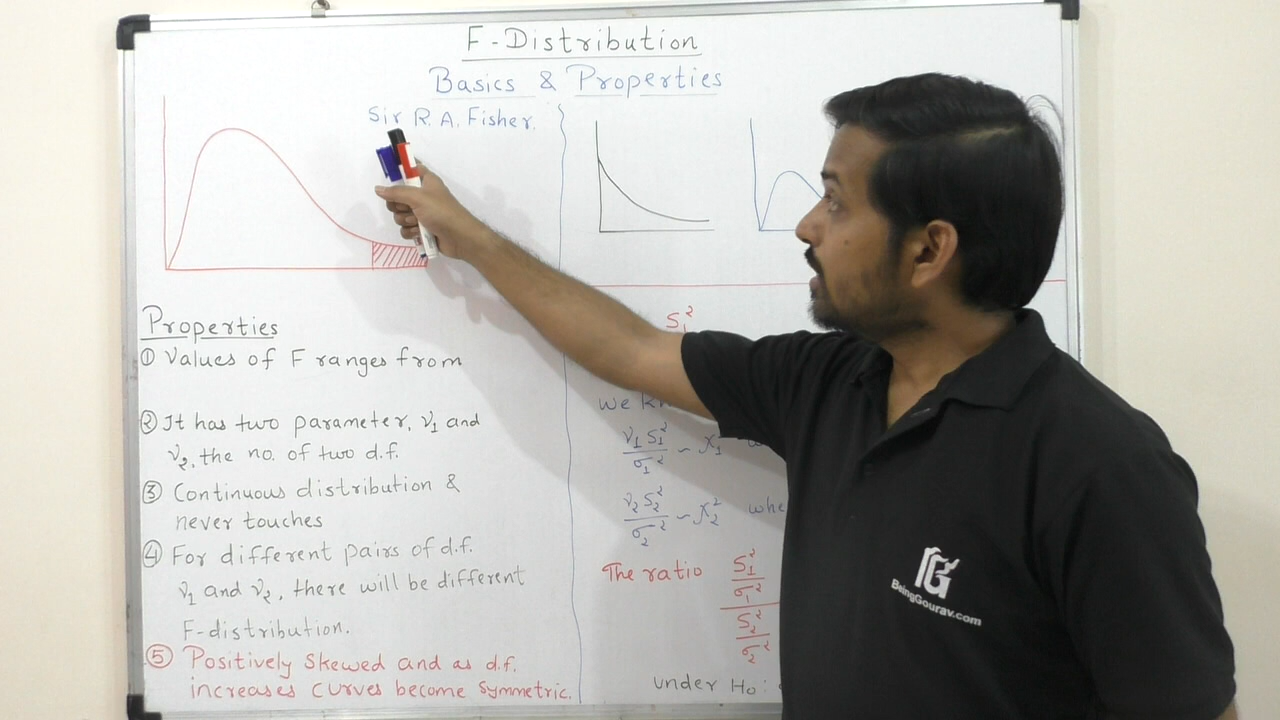 F-Distribution
Basics & Properties
Sir R. A. Fisher.
Properties
① Values of F ranges from
② It has two parameter, ν₁ and
ν₂, the no. of two d.f.
③ Continuous distribution &
never touches
④ For different pairs of d.f.
ν₁ and ν₂, there will be different
F-distribution.
⑤ Positively skewed and as d.f.
increases curves become symmetric.
S₁²
we
ν₁ S₁² / σ₁² ~ χ₁²
ν₂ S₂² / σ₂² ~ χ₂²
The ratio S₁² / σ₁² / S₂² / σ₂²
under H₀:
BeingGourav.com